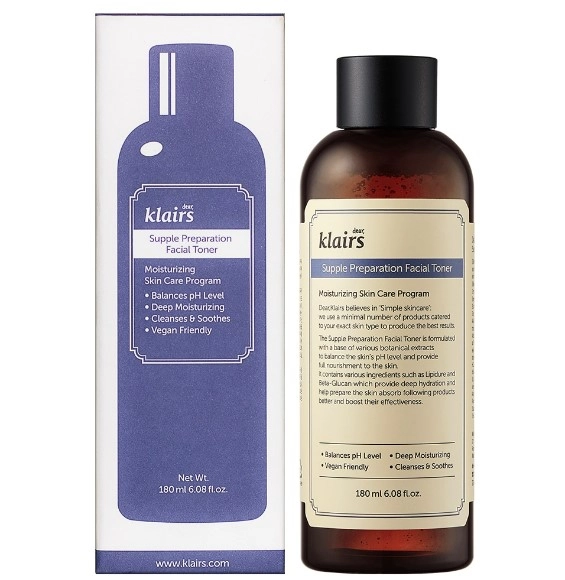 dear,
klairs
Supple Preparation
Facial Toner
Moisturizing
Skin Care Program
• Balances pH Level
• Deep Moisturizing
• Cleanses & Soothes
• Vegan Friendly
Net Wt.
180 ml 6.08 fl.oz.
www.klairs.com
dear,
klairs
Supple Preparation Facial Toner
Moisturizing Skin Care Program
Dear,Klairs believes in 'Simple skincare';
we use a minimal number of products catered
to your exact skin type to produce the best results.
The Supple Preparation Facial Toner is formulated
with a base of various botanical extracts
to balance the skin's pH level and provide
full nourishment to the skin.
It contains various ingredients such as Lipidure and
Beta-Glucan which provide deep hydration and
help prepare the skin absorb following products
better and boost their effectiveness.
• Balances pH Level • Deep Moisturizing
• Vegan Friendly • Cleanses & Soothes
180 ml 6.08 fl.oz.